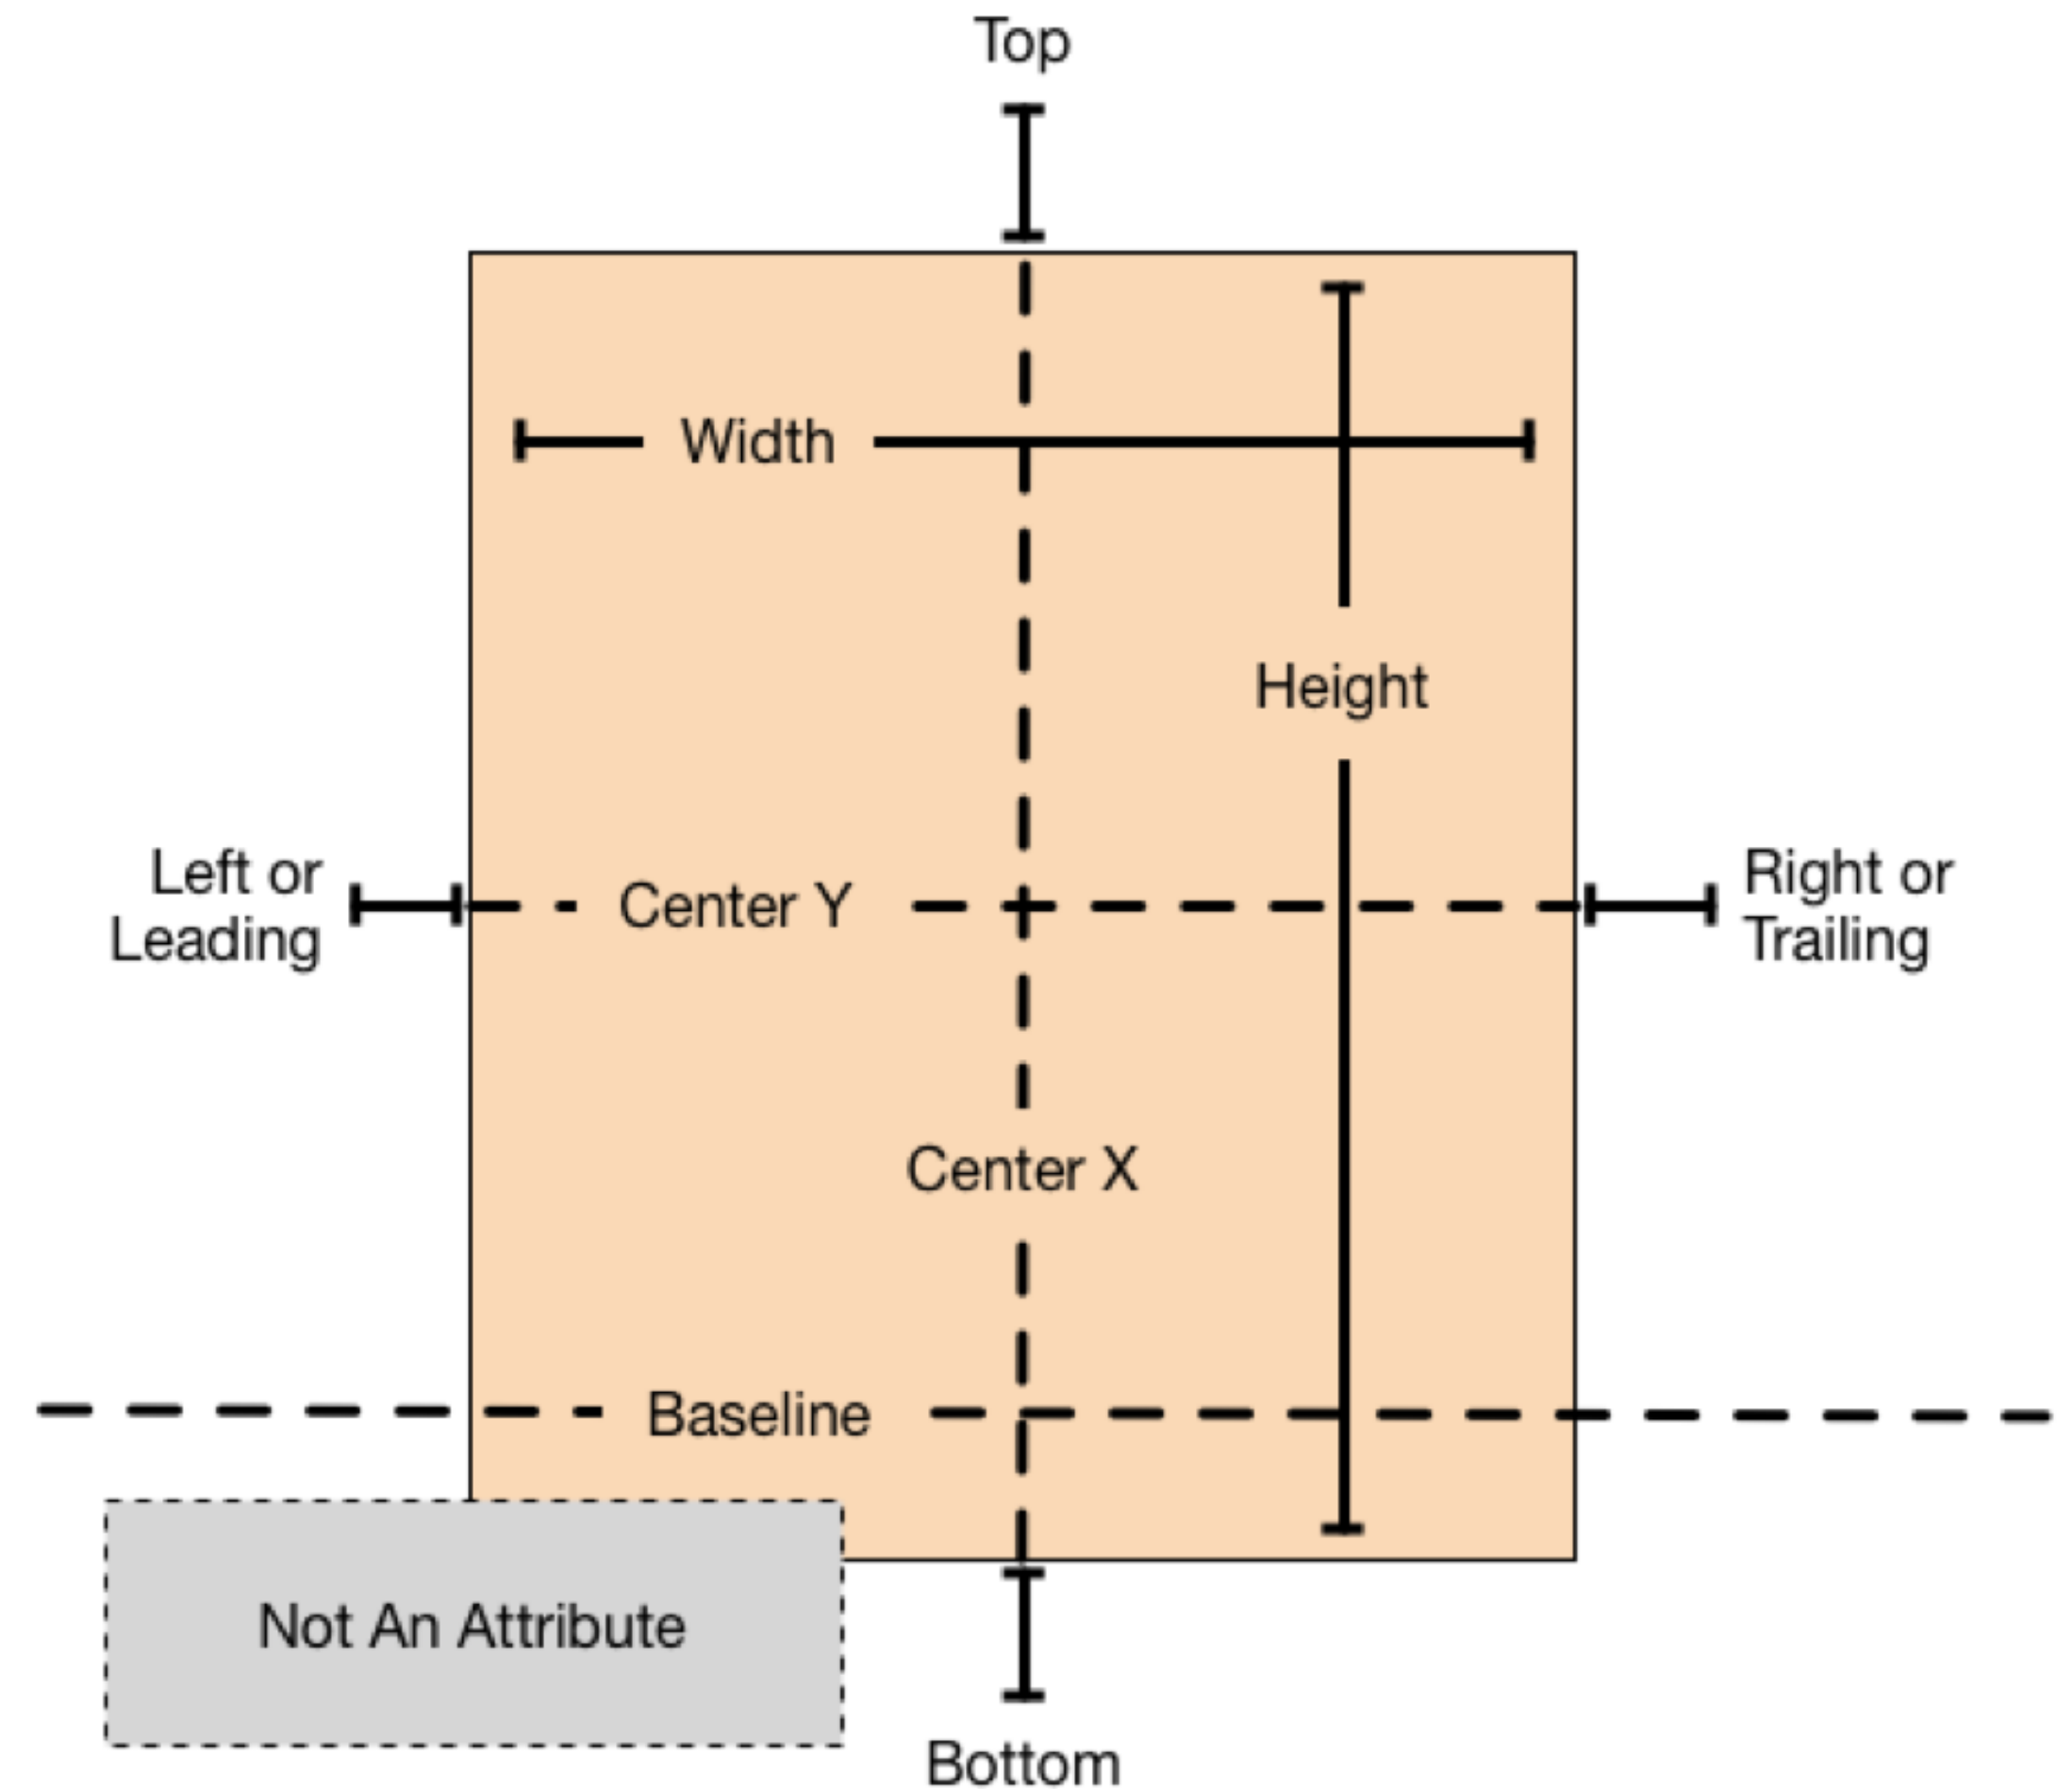 Top
Width
Height
Left or
Leading
Center Y
Right or
Trailing
Center X
Baseline
Not An Attribute
Bottom